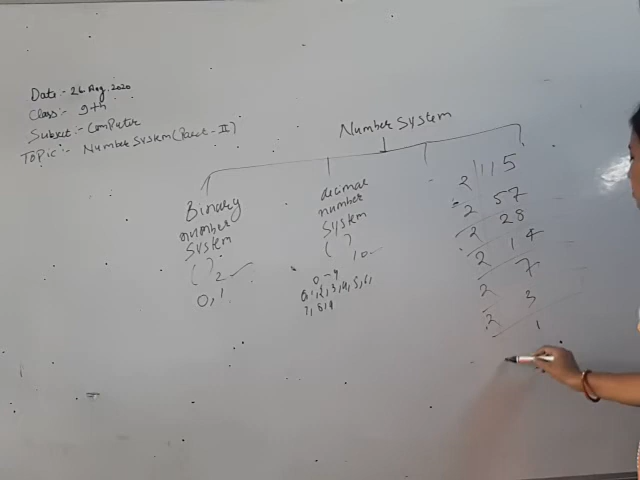 Date:- 26 Aug, 2020
Class:- 9th
Subject:- Computer
Topic:- Number System (Part-II)
Number System
Binary
number
system
( )2
0, 1
decimal
number
system
( )10
0-9
0, 1, 2, 3, 4, 5, 6,
7, 8, 9
2 115
2 57
2 28
2 14
2 7
2 3
1